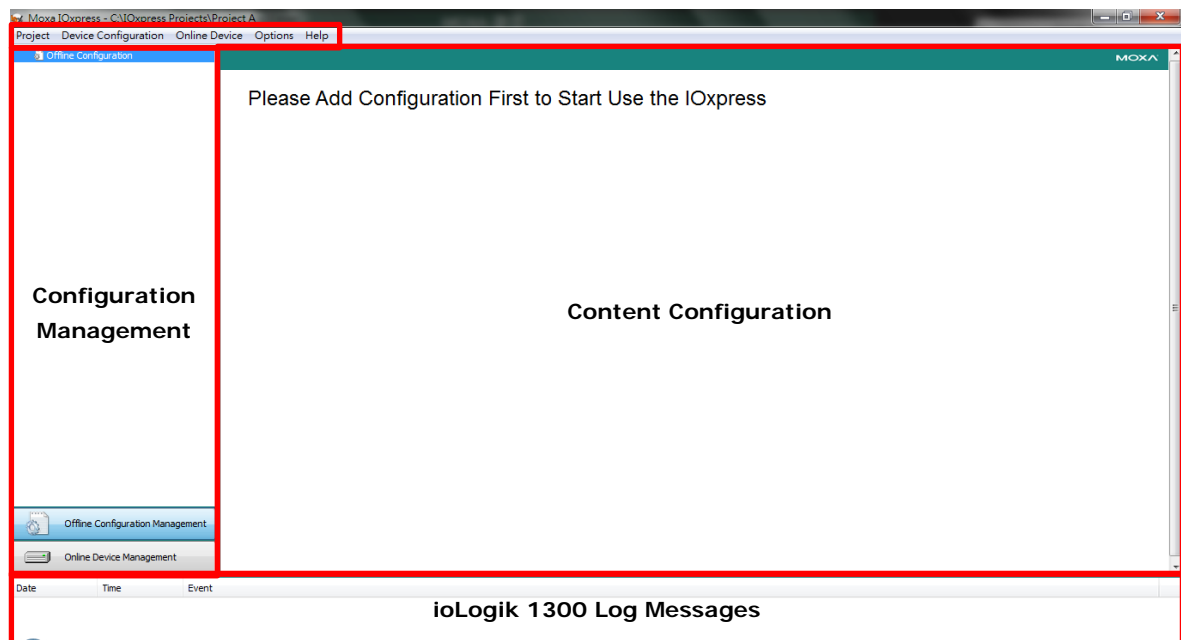 Moxa IOxpress - C:\IOxpress Projects\Project A
Project Device Configuration Online Device Options Help
Offline Configuration
MOXA
Please Add Configuration First to Start Use the IOxpress
Configuration
Management
Content Configuration
Offline Configuration Management
Online Device Management
Date Time Event
ioLogik 1300 Log Messages